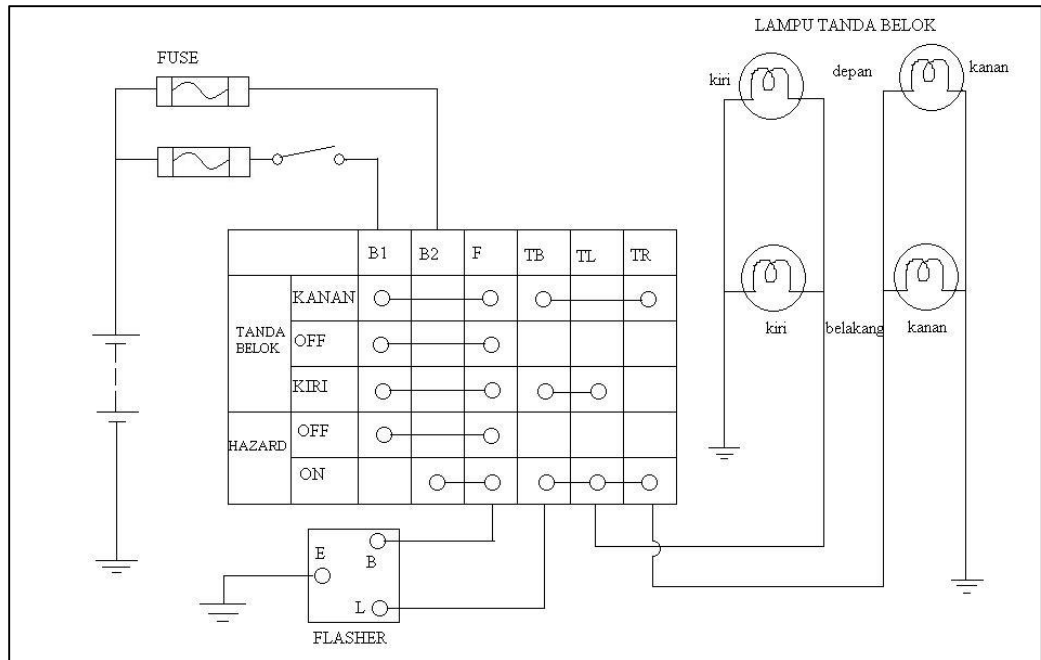 LAMPU TANDA BELOK
FUSE
kiri
depan
kanan
B1 B2 F TB TL TR
KANAN
TANDA
BELOK
OFF
KIRI
HAZARD
OFF
ON
kiri
belakang
kanan
E
B
L
FLASHER